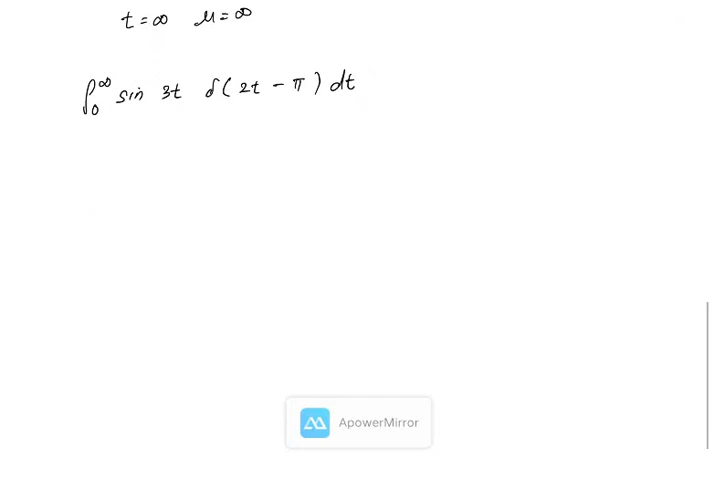 t = ∞ u = ∞
∫₀^∞ sin 3t δ(2t − π) dt
ApowerMirror